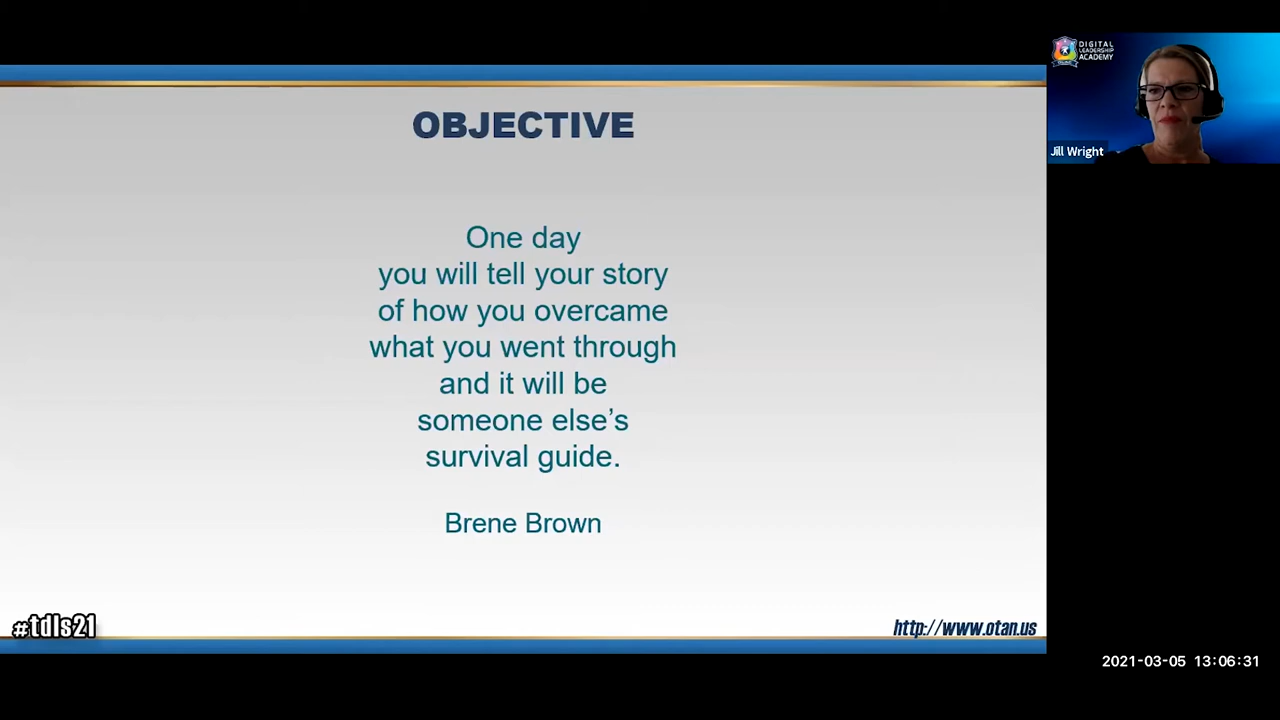 OBJECTIVE
One day
you will tell your story
of how you overcame
what you went through
and it will be
someone else’s
survival guide.
Brene Brown
#tdls21
http://www.otan.us
DIGITAL
LEADERSHIP
ACADEMY
Jill Wright
2021-03-05 13:06:31